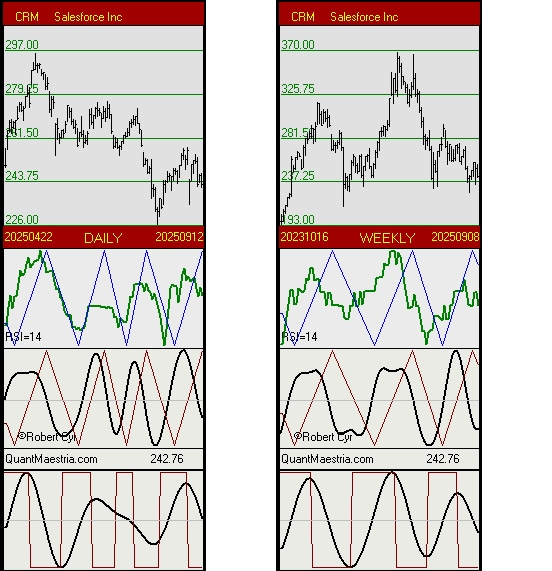 CRM Salesforce Inc
297.00
279.25
261.50
243.75
226.00
20250422 DAILY 20250912
RSI=14
©Robert Cyr
QuantMaestria.com 242.76
CRM Salesforce Inc
370.00
325.75
281.50
237.25
193.00
20231016 WEEKLY 20250908
RSI=14
©Robert Cyr
QuantMaestria.com 242.76